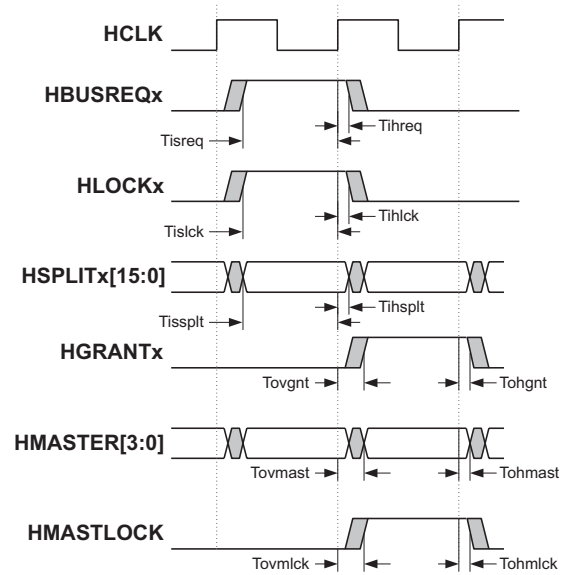 HCLK
HBUSREQx
Tihreq
Tisreq
HLOCKx
Tihlck
Tislck
HSPLITx[15:0]
Tihsplt
Tissplt
HGRANTx
Tovgnt
Tohgnt
HMASTER[3:0]
Tovmast
Tohmast
HMASTLOCK
Tovmlck
Tohmlck